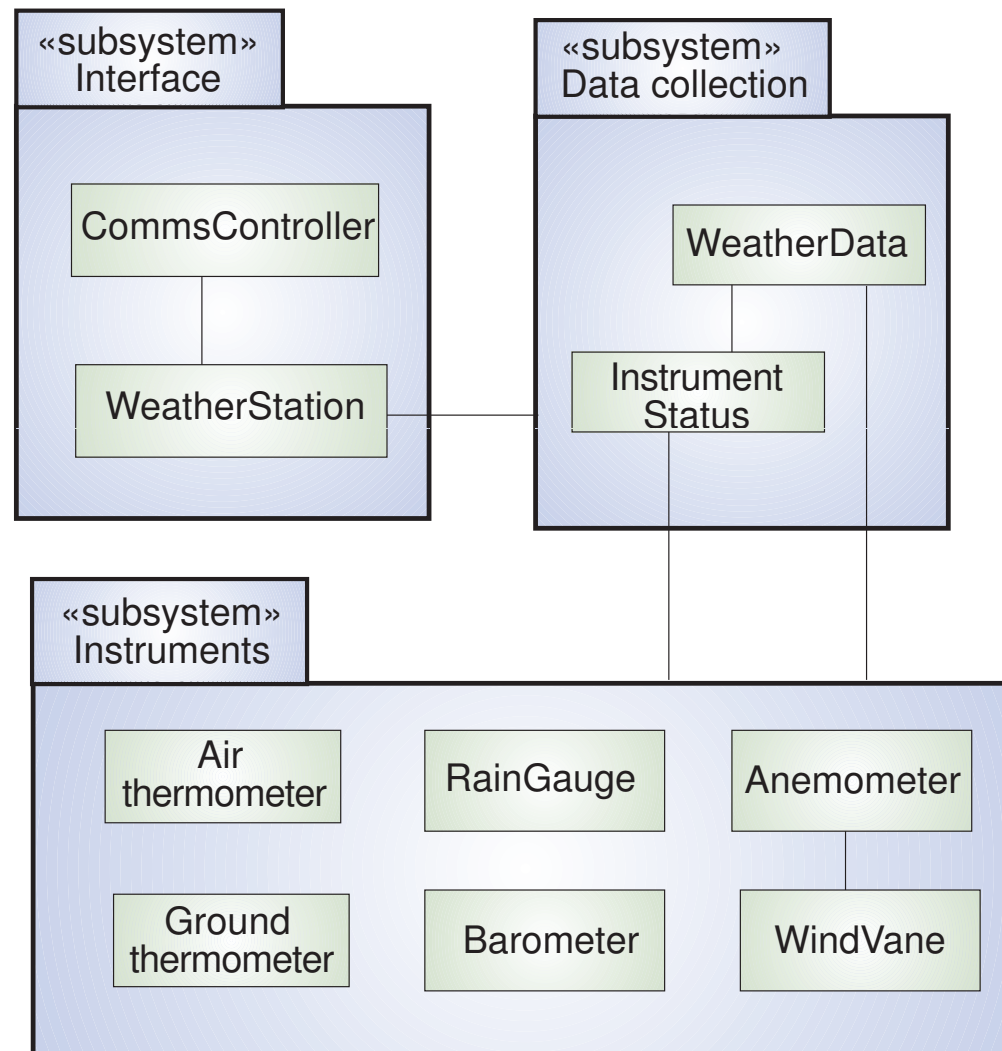 «subsystem»
Interface
CommsController
WeatherStation
«subsystem»
Data collection
WeatherData
Instrument
Status
«subsystem»
Instruments
Air
thermometer
RainGauge
Anemometer
Ground
thermometer
Barometer
WindVane